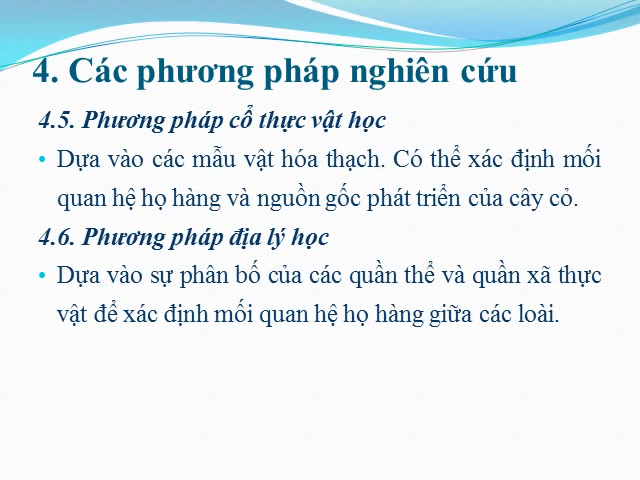 4. Các phương pháp nghiên cứu
4.5. Phương pháp cổ thực vật học
• Dựa vào các mẫu vật hóa thạch. Có thể xác định mối
quan hệ họ hàng và nguồn gốc phát triển của cây cỏ.
4.6. Phương pháp địa lý học
• Dựa vào sự phân bố của các quần thể và quần xã thực
vật để xác định mối quan hệ họ hàng giữa các loài.